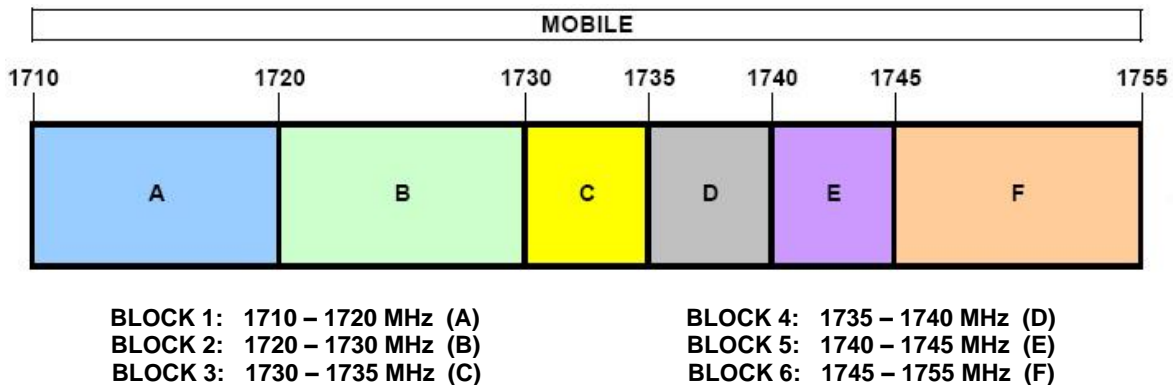 MOBILE
1710 1720 1730 1735 1740 1745 1755
A B C D E F
BLOCK 1: 1710 – 1720 MHz (A)
BLOCK 2: 1720 – 1730 MHz (B)
BLOCK 3: 1730 – 1735 MHz (C)
BLOCK 4: 1735 – 1740 MHz (D)
BLOCK 5: 1740 – 1745 MHz (E)
BLOCK 6: 1745 – 1755 MHz (F)